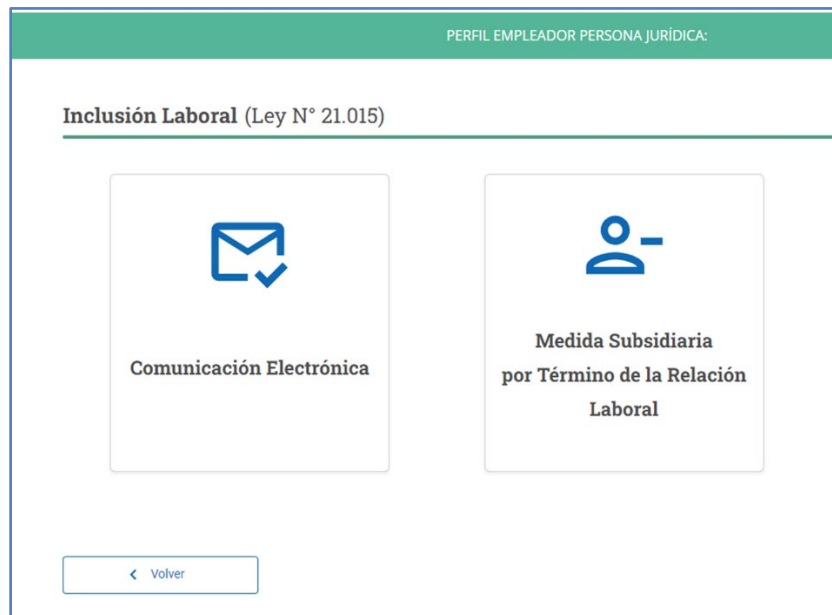 PERFIL EMPLEADOR PERSONA JURÍDICA:
Inclusión Laboral (Ley N° 21.015)
Comunicación Electrónica
Medida Subsidiaria
por Término de la Relación
Laboral
Volver